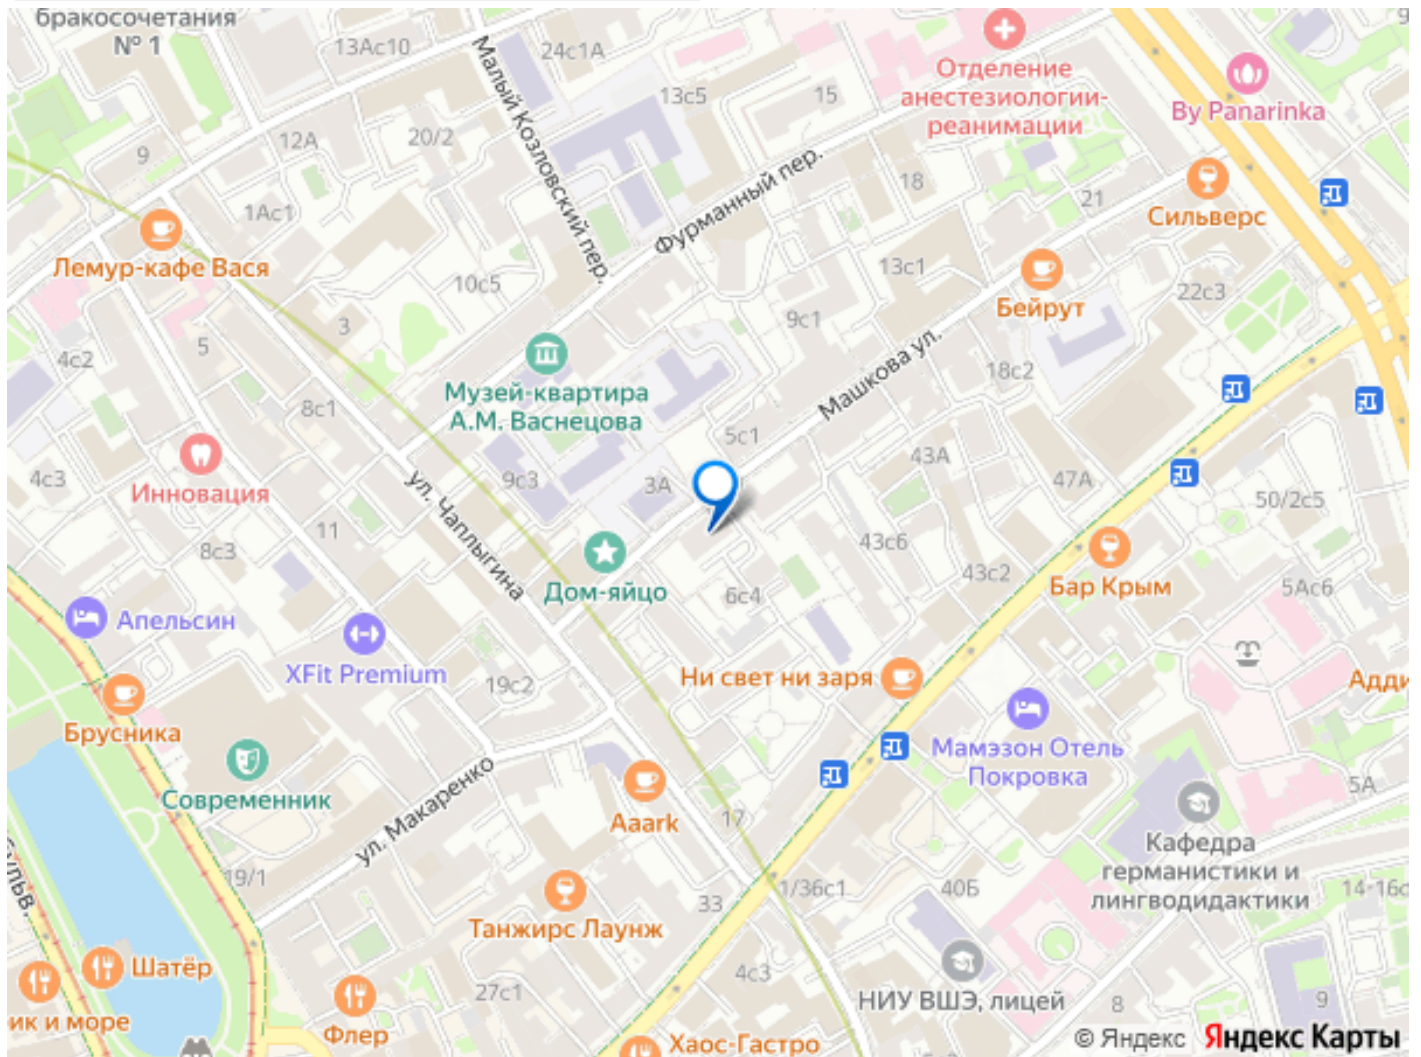 бракосочетания
№ 1
13Ас10
24с1А
Малый Козловский пер.
13с5
15
Отделение
анестезиологии-
реанимации
By Panarinka
9
12А
20/2
Фурманный пер.
18
21
Сильверс
1Ас1
Лемур-кафе Вася
10с5
13с1
Бейрут
22с3
3
9с1
4с2
5
Музей-квартира
А.М. Васнецова
Машкова ул.
18с2
8с1
5с1
43А
47А
50/2с5
4с3
Инновация
9с3
3А
ул. Чаплыгина
11
8с3
43с6
43с2
Бар Крым
5Ас6
Дом-яйцо
6с4
Апельсин
XFit Premium
19с2
Ни свет ни заря
Адди
Брусника
Мамэзон Отель
Покровка
Современник
ул. Макаренко
Aaark
17
5А
Кафедра
германистики и
лингводидактики
19/1
1/36с1
40Б
14-16с
33
Танжирс Лаунж
Шатёр
4с3
27с1
НИУ ВШЭ, лицей
8
9
ик и море
Флер
Хаос-Гастро
© Яндекс Яндекс Карты